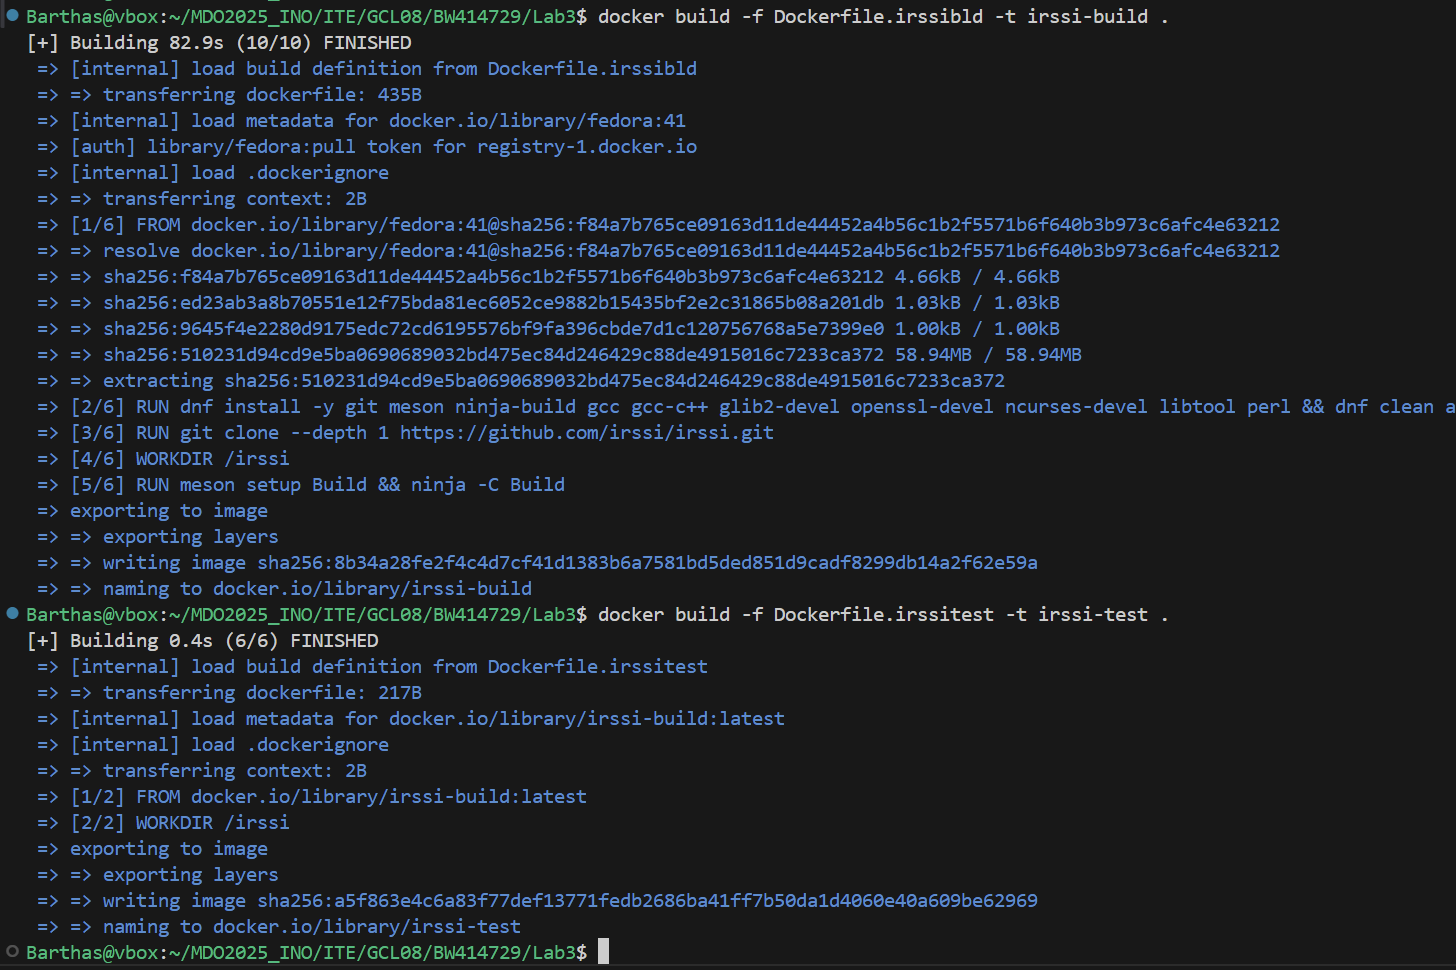 Barthas@vbox:~/MDO2025_INO/ITE/GCL08/BW414729/Lab3$ docker build -f Dockerfile.irssibld -t irssi-build .
[+] Building 82.9s (10/10) FINISHED
=> [internal] load build definition from Dockerfile.irssibld
=> => transferring dockerfile: 435B
=> [internal] load metadata for docker.io/library/fedora:41
=> [auth] library/fedora:pull token for registry-1.docker.io
=> [internal] load .dockerignore
=> => transferring context: 2B
=> [1/6] FROM docker.io/library/fedora:41@sha256:f84a7b765ce09163d11de44452a4b56c1b2f5571b6f640b3b973c6afc4e63212
=> => resolve docker.io/library/fedora:41@sha256:f84a7b765ce09163d11de44452a4b56c1b2f5571b6f640b3b973c6afc4e63212
=> => sha256:f84a7b765ce09163d11de44452a4b56c1b2f5571b6f640b3b973c6afc4e63212 4.66kB / 4.66kB
=> => sha256:ed23ab3a8b70551e12f75bda81ec6052ce9882b15435bf2e2c31865b08a201db 1.03kB / 1.03kB
=> => sha256:9645f4e2280d9175edc72cd6195576bf9fa396cbde7d1c120756768a5e7399e0 1.00kB / 1.00kB
=> => sha256:510231d94cd9e5ba0690689032bd475ec84d246429c88de4915016c7233ca372 58.94MB / 58.94MB
=> => extracting sha256:510231d94cd9e5ba0690689032bd475ec84d246429c88de4915016c7233ca372
=> [2/6] RUN dnf install -y git meson ninja-build gcc gcc-c++ glib2-devel openssl-devel ncurses-devel libtool perl && dnf clean a
=> [3/6] RUN git clone --depth 1 https://github.com/irssi/irssi.git
=> [4/6] WORKDIR /irssi
=> [5/6] RUN meson setup Build && ninja -C Build
=> exporting to image
=> => exporting layers
=> => writing image sha256:8b34a28fe2f4c4d7cf41d1383b6a7581bd5ded851d9cadf8299db14a2f62e59a
=> => naming to docker.io/library/irssi-build
Barthas@vbox:~/MDO2025_INO/ITE/GCL08/BW414729/Lab3$ docker build -f Dockerfile.irssitest -t irssi-test .
[+] Building 0.4s (6/6) FINISHED
=> [internal] load build definition from Dockerfile.irssitest
=> => transferring dockerfile: 217B
=> [internal] load metadata for docker.io/library/irssi-build:latest
=> [internal] load .dockerignore
=> => transferring context: 2B
=> [1/2] FROM docker.io/library/irssi-build:latest
=> [2/2] WORKDIR /irssi
=> exporting to image
=> => exporting layers
=> => writing image sha256:a5f863e4c6a83f77def13771fedb2686ba41ff7b50da1d4060e40a609be62969
=> => naming to docker.io/library/irssi-test
Barthas@vbox:~/MDO2025_INO/ITE/GCL08/BW414729/Lab3$